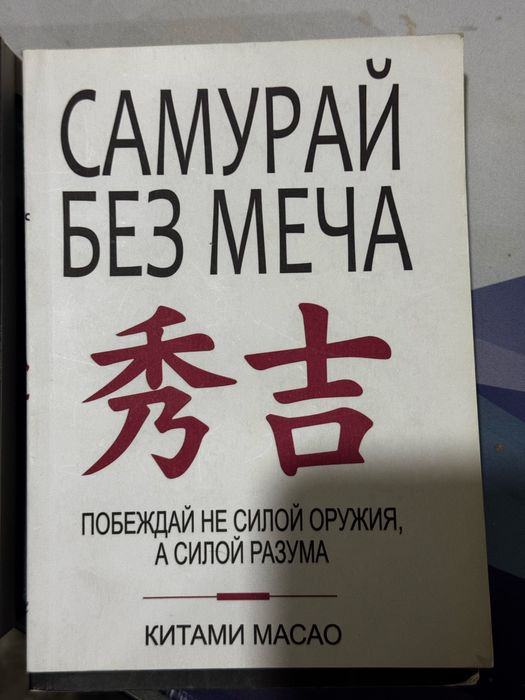 САМУРАЙ
БЕЗ МЕЧА
秀吉
ПОБЕЖДАЙ НЕ СИЛОЙ ОРУЖИЯ,
А СИЛОЙ РАЗУМА
КИТАМИ МАСАО